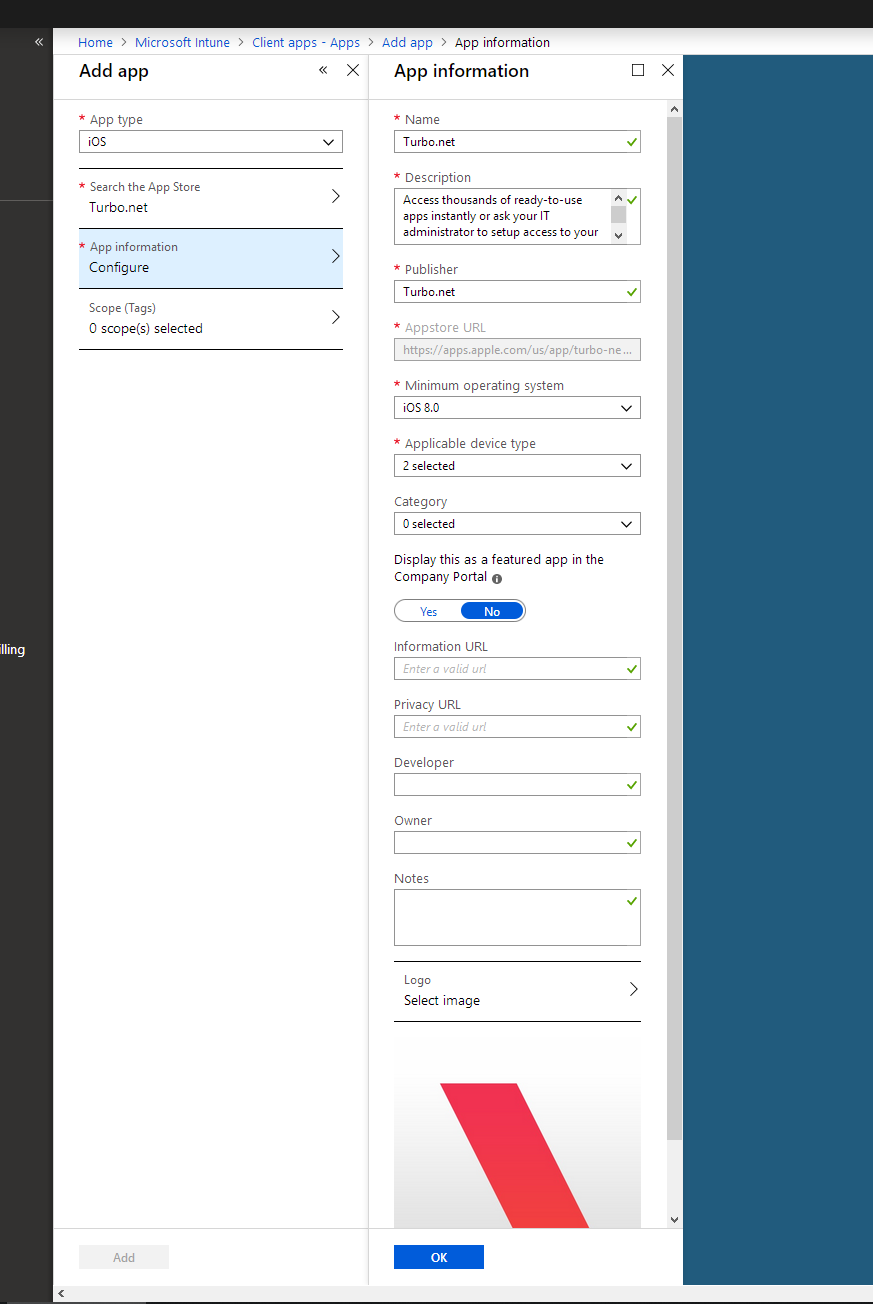 Home > Microsoft Intune > Client apps - Apps > Add app > App information
Add app
* App type
iOS
* Search the App Store
Turbo.net
* App information
Configure
Scope (Tags)
0 scope(s) selected
Add
App information
* Name
Turbo.net
* Description
Access thousands of ready-to-use
apps instantly or ask your IT
administrator to setup access to your
* Publisher
Turbo.net
* Appstore URL
https://apps.apple.com/us/app/turbo-ne...
* Minimum operating system
iOS 8.0
* Applicable device type
2 selected
Category
0 selected
Display this as a featured app in the
Company Portal
Yes No
Information URL
Enter a valid url
Privacy URL
Enter a valid url
Developer
Owner
Notes
Logo
Select image
OK
illing